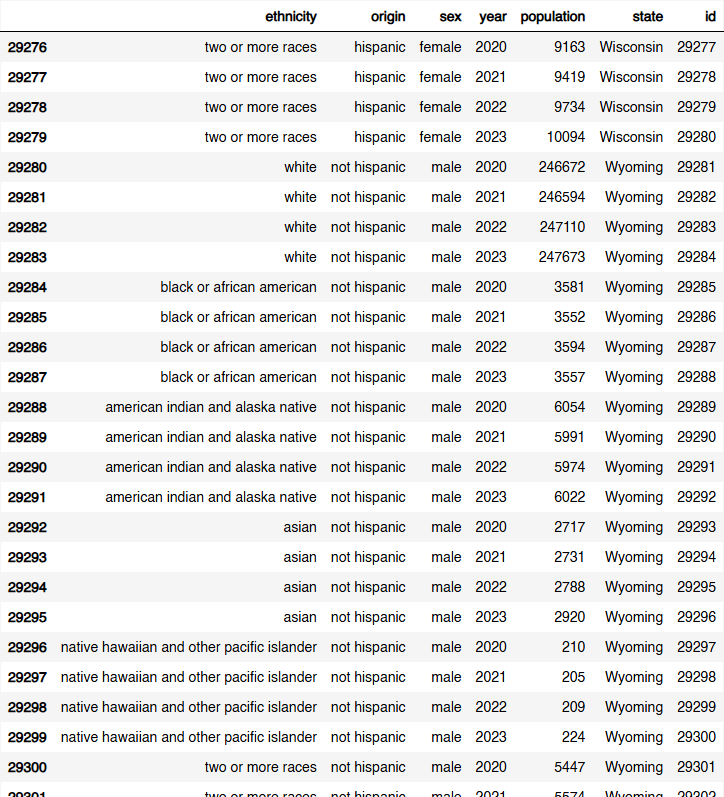 ethnicity origin sex year population state id
29276 two or more races hispanic female 2020 9163 Wisconsin 29277
29277 two or more races hispanic female 2021 9419 Wisconsin 29278
29278 two or more races hispanic female 2022 9734 Wisconsin 29279
29279 two or more races hispanic female 2023 10094 Wisconsin 29280
29280 white not hispanic male 2020 246672 Wyoming 29281
29281 white not hispanic male 2021 246594 Wyoming 29282
29282 white not hispanic male 2022 247110 Wyoming 29283
29283 white not hispanic male 2023 247673 Wyoming 29284
29284 black or african american not hispanic male 2020 3581 Wyoming 29285
29285 black or african american not hispanic male 2021 3552 Wyoming 29286
29286 black or african american not hispanic male 2022 3594 Wyoming 29287
29287 black or african american not hispanic male 2023 3557 Wyoming 29288
29288 american indian and alaska native not hispanic male 2020 6054 Wyoming 29289
29289 american indian and alaska native not hispanic male 2021 5991 Wyoming 29290
29290 american indian and alaska native not hispanic male 2022 5974 Wyoming 29291
29291 american indian and alaska native not hispanic male 2023 6022 Wyoming 29292
29292 asian not hispanic male 2020 2717 Wyoming 29293
29293 asian not hispanic male 2021 2731 Wyoming 29294
29294 asian not hispanic male 2022 2788 Wyoming 29295
29295 asian not hispanic male 2023 2920 Wyoming 29296
29296 native hawaiian and other pacific islander not hispanic male 2020 210 Wyoming 29297
29297 native hawaiian and other pacific islander not hispanic male 2021 205 Wyoming 29298
29298 native hawaiian and other pacific islander not hispanic male 2022 209 Wyoming 29299
29299 native hawaiian and other pacific islander not hispanic male 2023 224 Wyoming 29300
29300 two or more races not hispanic male 2020 5447 Wyoming 29301
29301 two or more races not hispanic male 2021 5574 Wyoming 29302